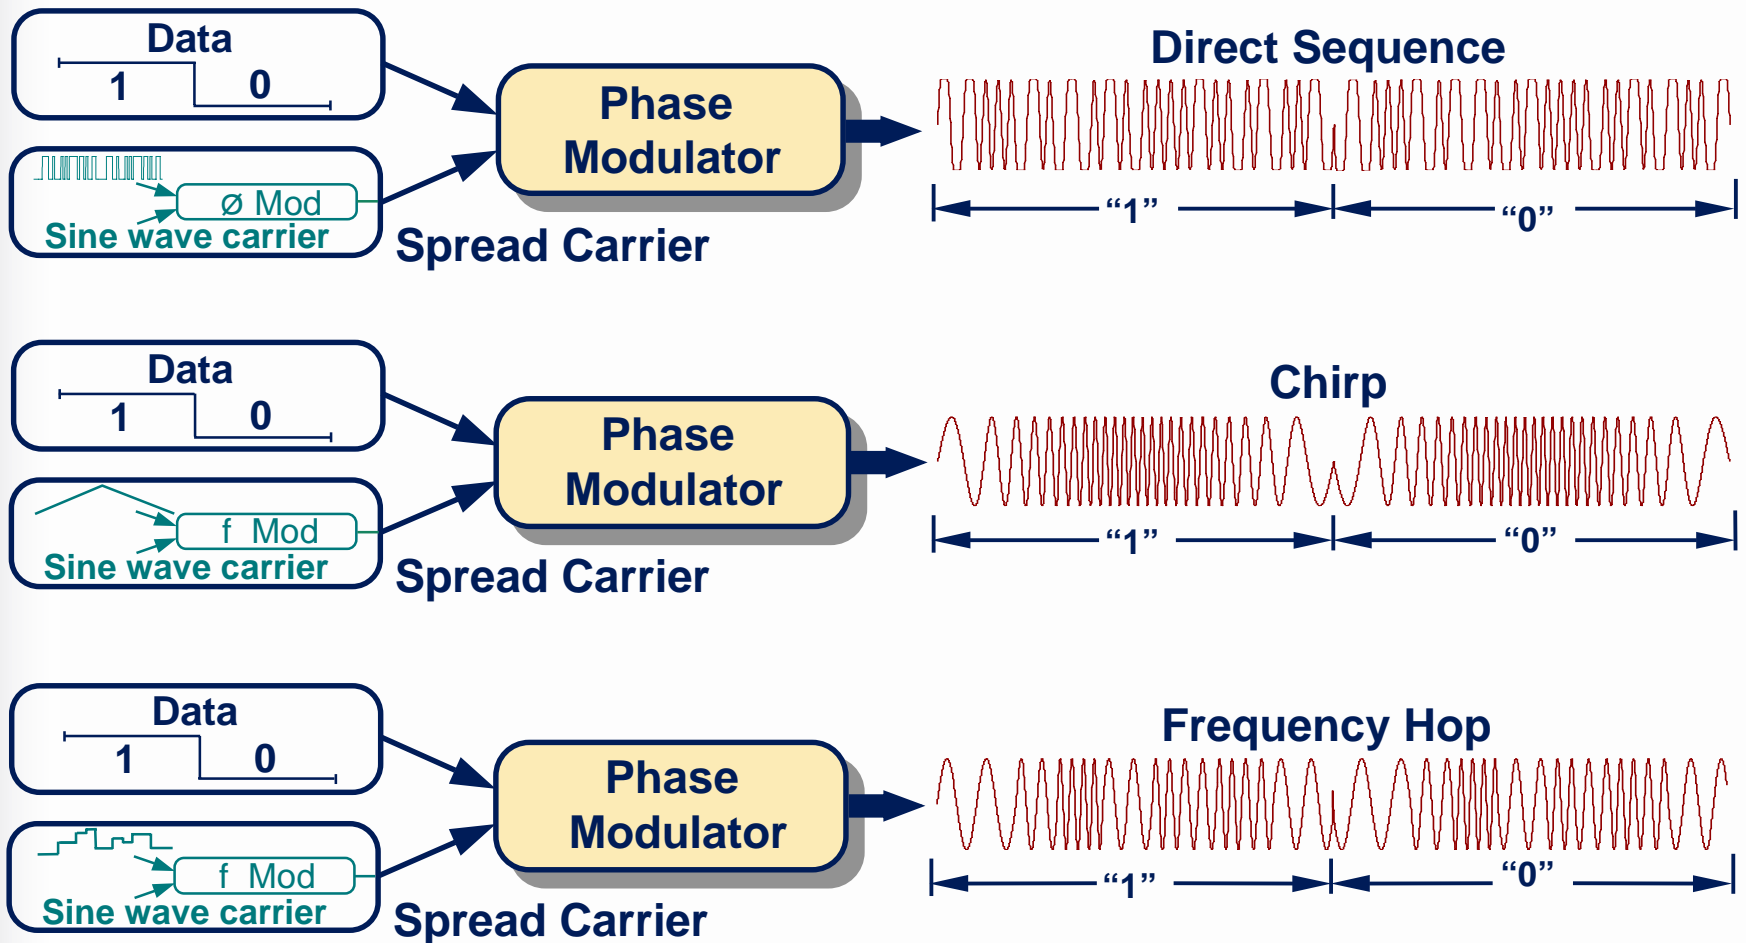 Data
1 0
ø Mod
Sine wave carrier
Spread Carrier
Phase
Modulator
Direct Sequence
“1” “0”
Data
1 0
f Mod
Sine wave carrier
Spread Carrier
Phase
Modulator
Chirp
“1” “0”
Data
1 0
f Mod
Sine wave carrier
Spread Carrier
Phase
Modulator
Frequency Hop
“1” “0”